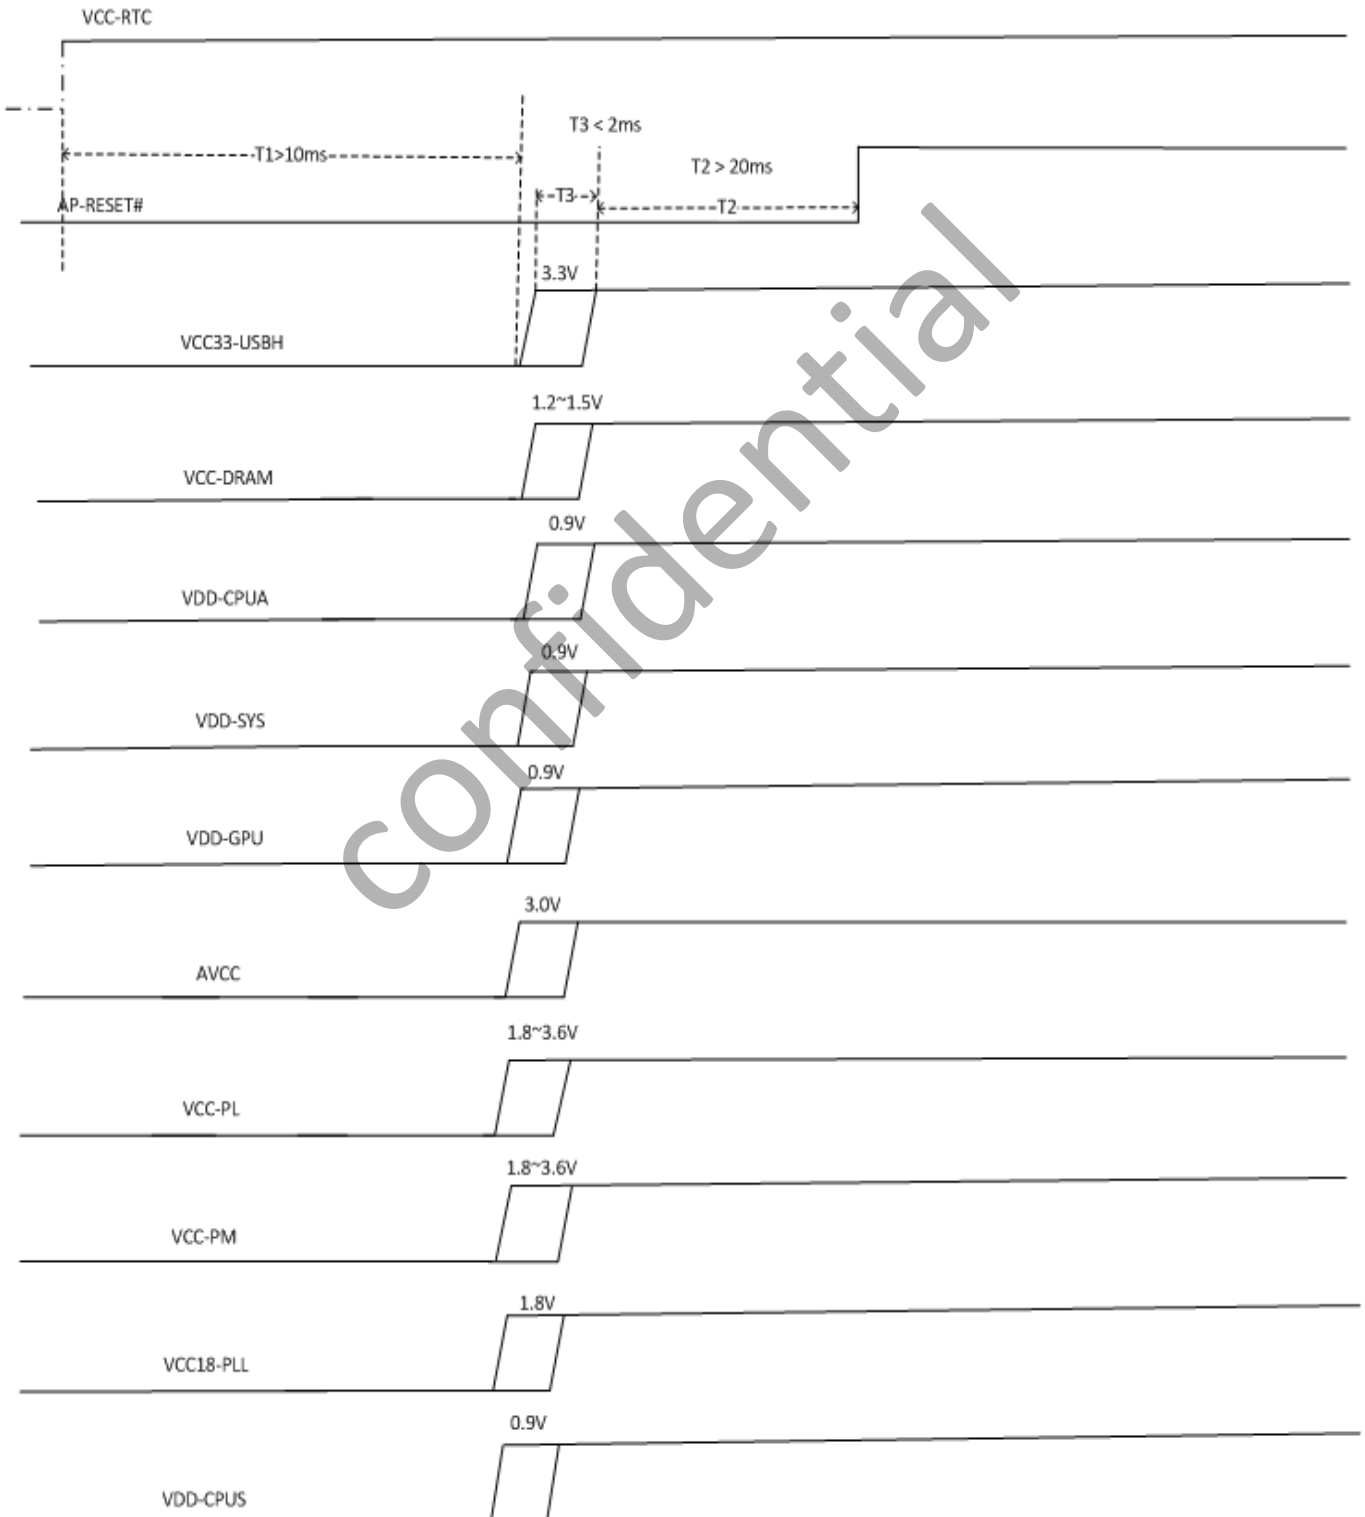 VCC-RTC
T3 < 2ms
T1>10ms
T2 > 20ms
T3
AP-RESET#
T2
3.3V
VCC33-USBH
1.2~1.5V
VCC-DRAM
0.9V
VDD-CPUA
0.9V
VDD-SYS
0.9V
VDD-GPU
3.0V
AVCC
1.8~3.6V
VCC-PL
1.8~3.6V
VCC-PM
1.8V
VCC18-PLL
0.9V
VDD-CPUS
confidential